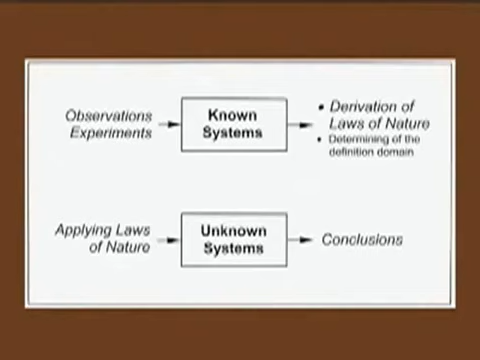 Observations
Experiments
Known
Systems
• Derivation of
Laws of Nature
• Determining of the
definition domain
Applying Laws
of Nature
Unknown
Systems
Conclusions